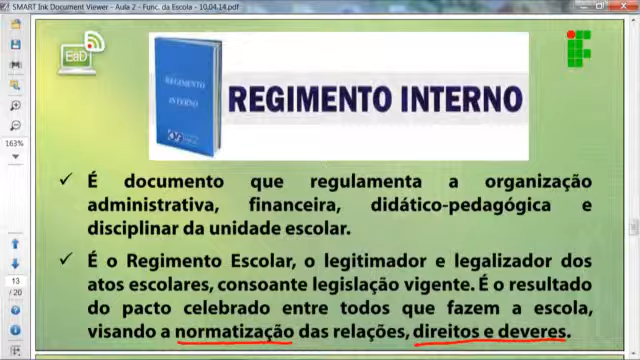 SMART Ink Document Viewer - Aula 2 - Func. da Escola - 10.04.14.pdf
EaD
REGIMENTO
INTERNO
REGIMENTO INTERNO
163%
✓ É documento que regulamenta a organização
administrativa, financeira, didático-pedagógica e
disciplinar da unidade escolar.
✓ É o Regimento Escolar, o legitimador e legalizador dos
atos escolares, consoante legislação vigente. É o resultado
do pacto celebrado entre todos que fazem a escola,
visando a normatização das relações, direitos e deveres.
13
/ 20